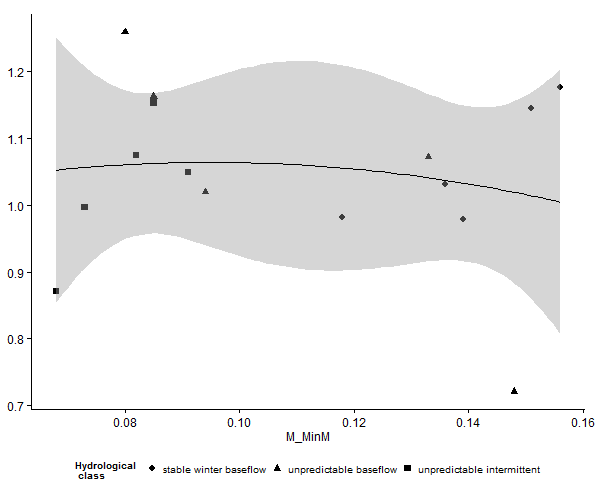 1.2
1.1
1.0
0.9
0.8
0.7
0.08 0.10 0.12 0.14 0.16
M_MinM
Hydrological
class
stable winter baseflow unpredictable baseflow unpredictable intermittent